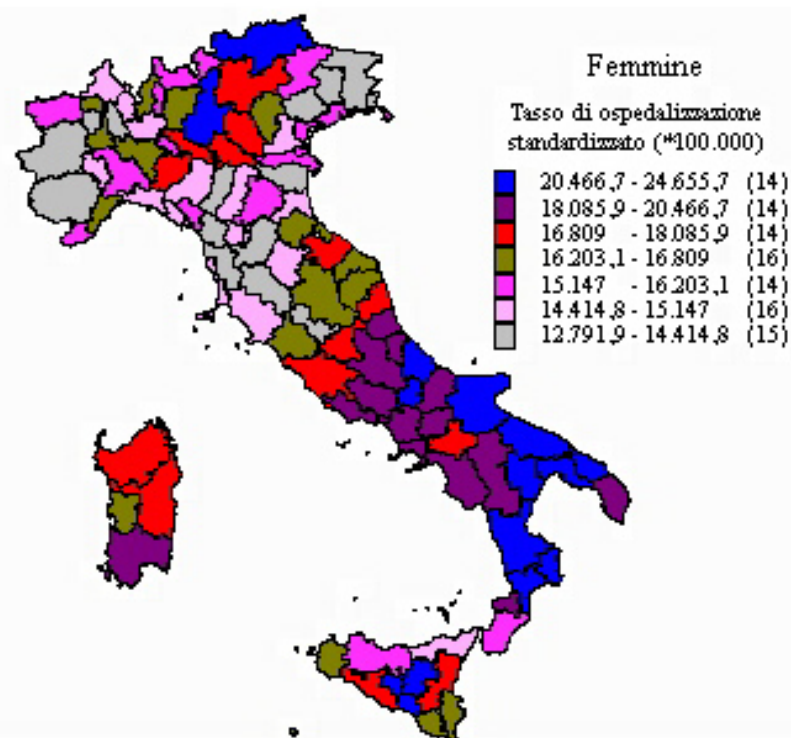 Femmine
Tasso di ospedalizzazione
standardizzato (*100.000)
20.466,7 - 24.655,7 (14)
18.085,9 - 20.466,7 (14)
16.809 - 18.085,9 (14)
16.203,1 - 16.809 (16)
15.147 - 16.203,1 (14)
14.414,8 - 15.147 (16)
12.791,9 - 14.414,8 (15)